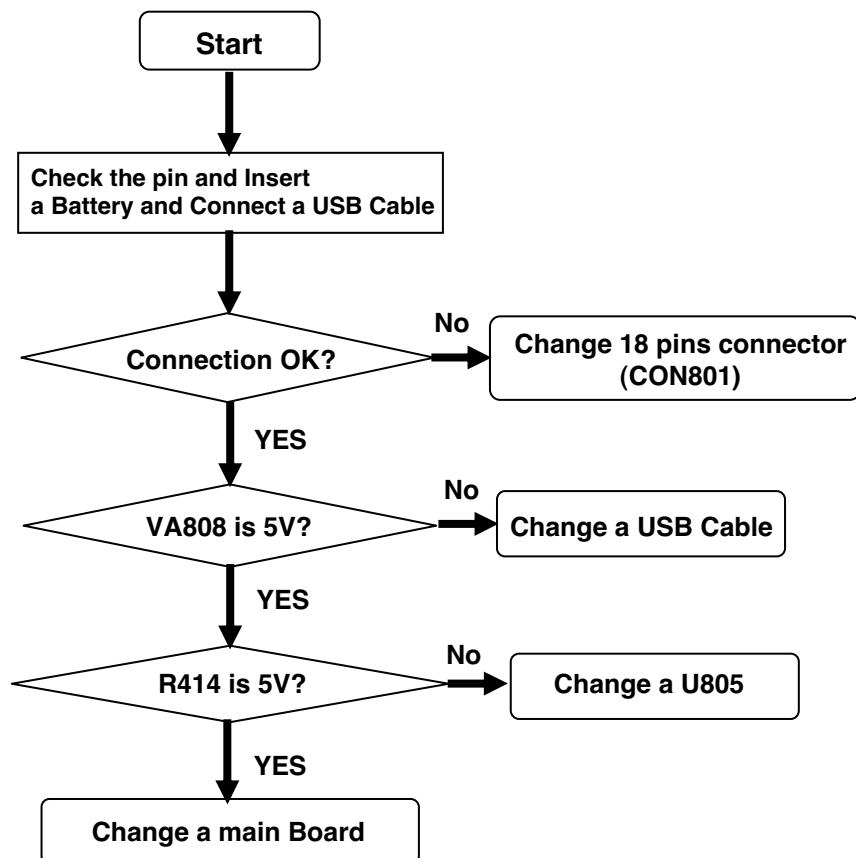 Start
Check the pin and Insert
a Battery and Connect a USB Cable
Connection OK?
No
Change 18 pins connector
(CON801)
YES
VA808 is 5V?
No
Change a USB Cable
YES
R414 is 5V?
No
Change a U805
YES
Change a main Board